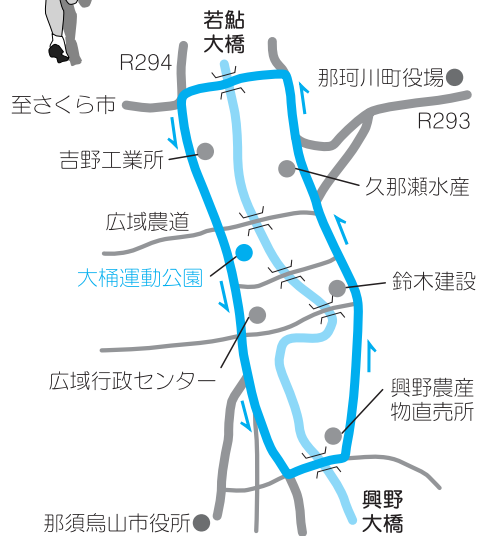 若鮎
大橋
R294
那珂川町役場
至さくら市
R293
吉野工業所
久那瀬水産
広域農道
大桶運動公園
鈴木建設
広域行政センター
興野農産
物直売所
興野
大橋
那須烏山市役所